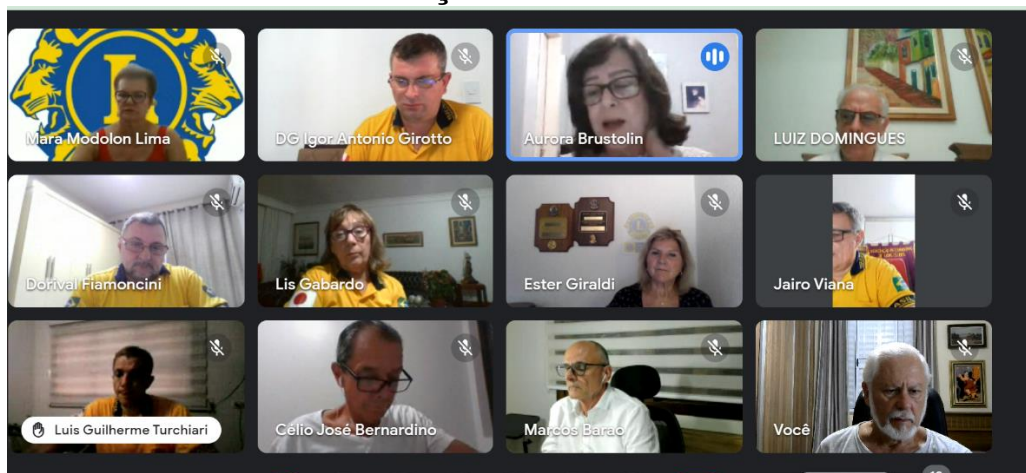 Mara Modolon Lima
DG Igor Antonio Girotto
Aurora Brustolin
LUIZ DOMINGUES
Dorival Fiamoncini
Lis Gabardo
Ester Giraldi
Jairo Viana
Luis Guilherme Turchiari
Célio José Bernardino
Marcos Barao
Você